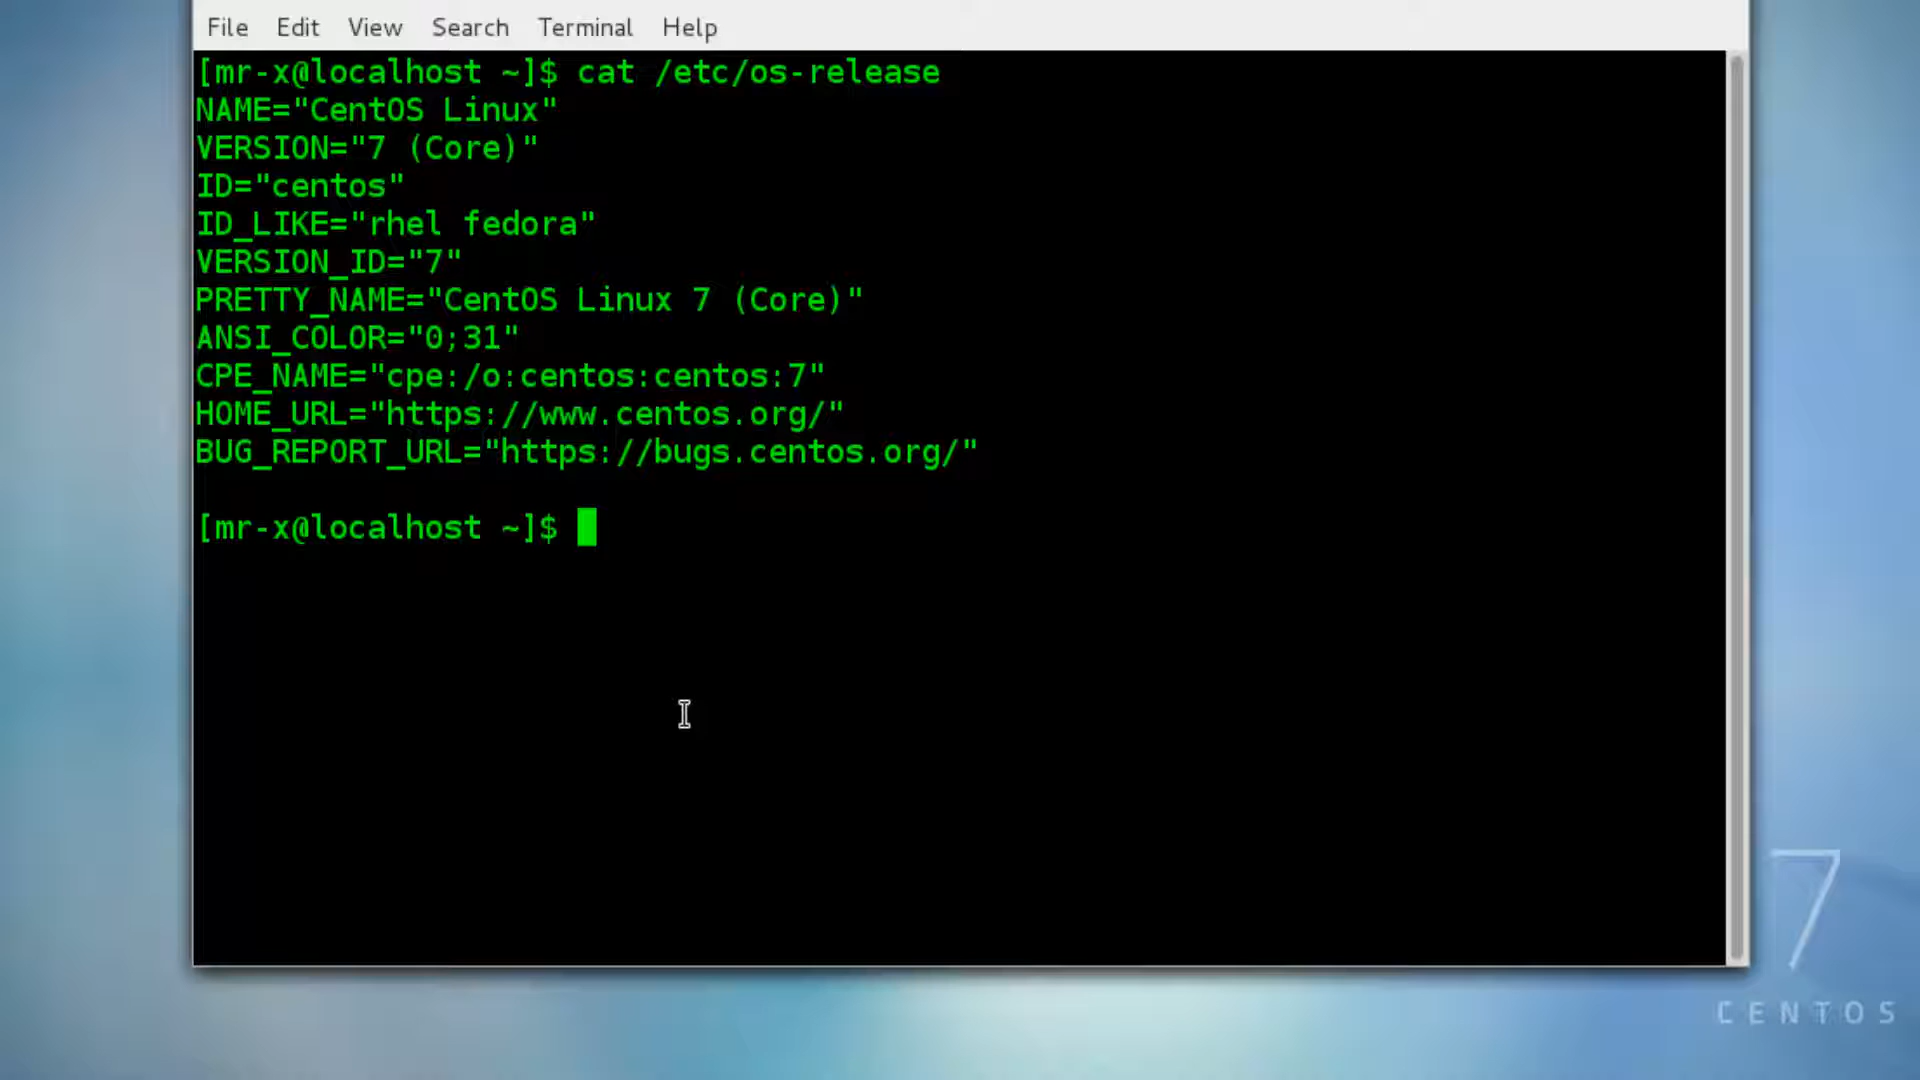 File Edit View Search Terminal Help
[mr-x@localhost ~]$ cat /etc/os-release
NAME="CentOS Linux"
VERSION="7 (Core)"
ID="centos"
ID_LIKE="rhel fedora"
VERSION_ID="7"
PRETTY_NAME="CentOS Linux 7 (Core)"
ANSI_COLOR="0;31"
CPE_NAME="cpe:/o:centos:centos:7"
HOME_URL="https://www.centos.org/"
BUG_REPORT_URL="https://bugs.centos.org/"
[mr-x@localhost ~]$
7
CENTOS